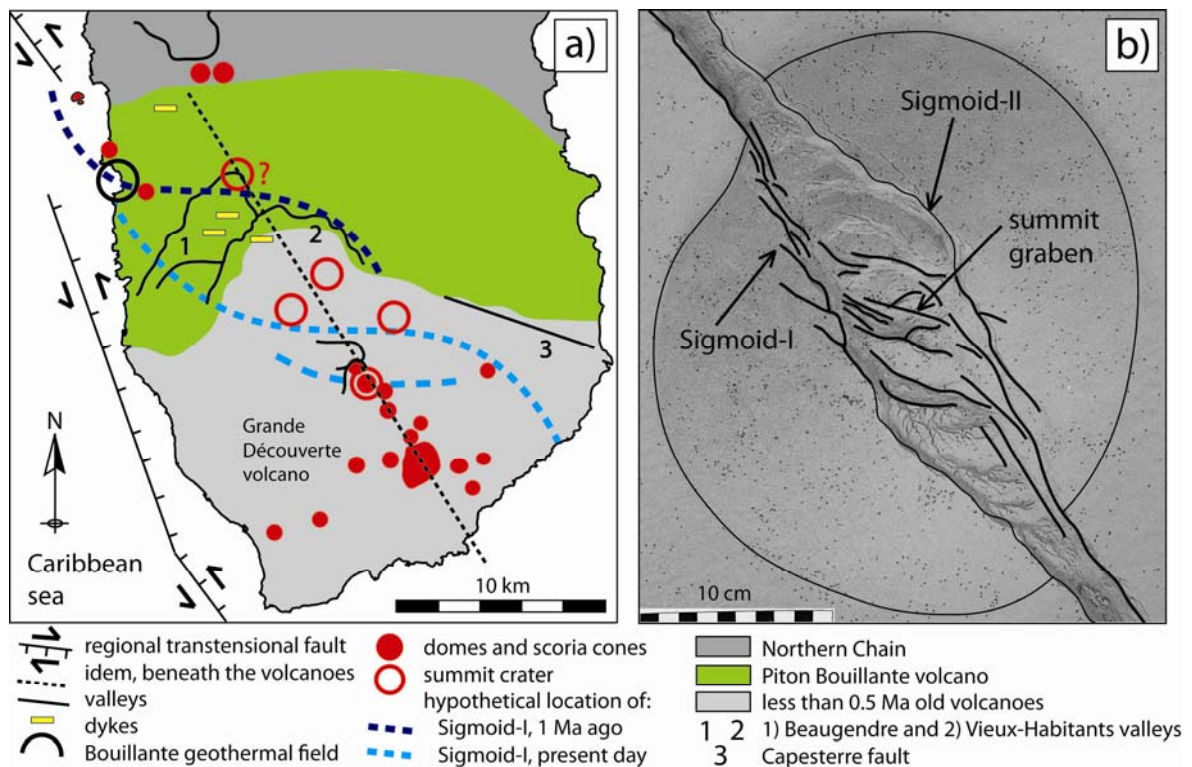 a)
?
1
2
3
Grande
Découverte
volcano
N
Caribbean
sea
10 km
b)
Sigmoid-II
summit
graben
Sigmoid-I
10 cm
regional transtensional fault
idem, beneath the volcanoes
valleys
dykes
Bouillante geothermal field
domes and scoria cones
summit crater
hypothetical location of:
Sigmoid-I, 1 Ma ago
Sigmoid-I, present day
Northern Chain
Piton Bouillante volcano
less than 0.5 Ma old volcanoes
1 2 1) Beaugendre and 2) Vieux-Habitants valleys
3 Capesterre fault